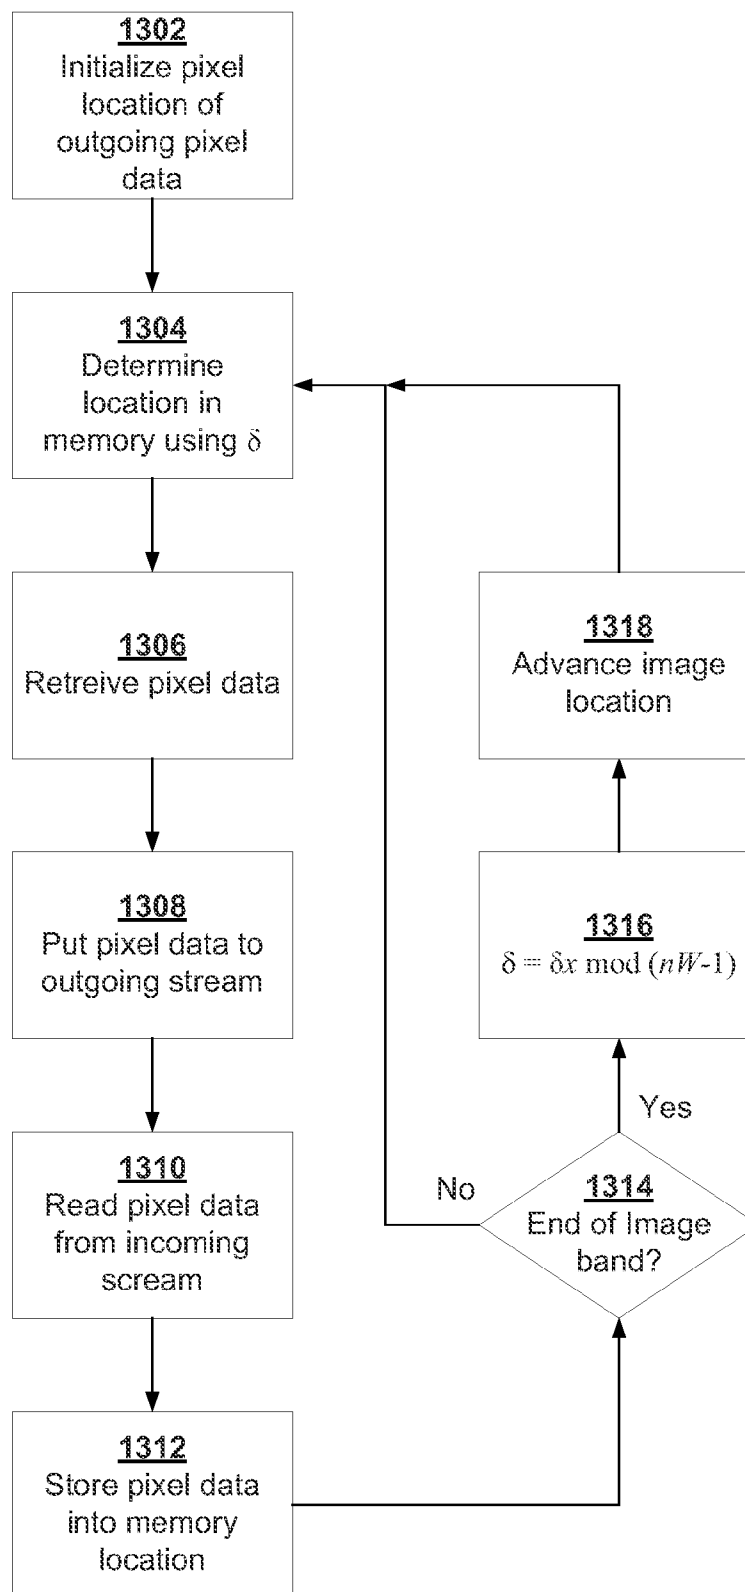 1302
Initialize pixel
location of
outgoing pixel
data
1304
Determine
location in
memory using δ
1306
Retreive pixel data
1308
Put pixel data to
outgoing stream
1310
Read pixel data
from incoming
scream
1312
Store pixel data
into memory
location
1318
Advance image
location
1316
δ = δx mod (nW-1)
Yes
No
1314
End of Image
band?